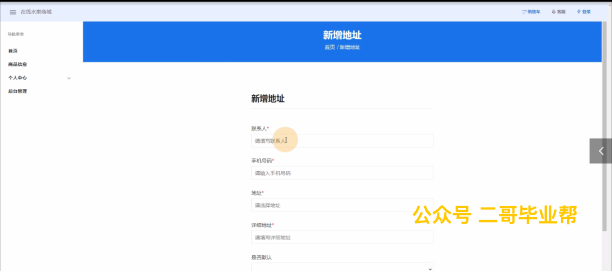 在线水果商城
购物车
客服
登录
导航菜单
首页
商品信息
个人中心
后台管理
新增地址
首页 / 新增地址
新增地址
联系人*
请填写联系人
手机号码*
请输入手机号码
地址*
请选择地址
详细地址*
请填写详细地址
是否默认
公众号 二哥毕业帮